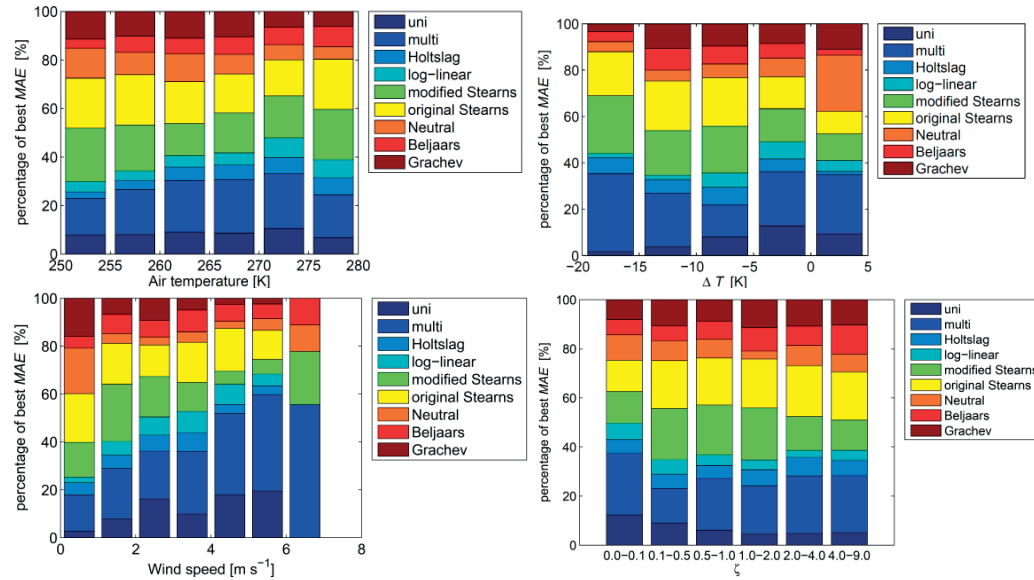 percentage of best MAE [%]
100
80
60
40
20
0
250
255
260
265
270
275
280
Air temperature [K]
uni
multi
Holtslag
log−linear
modified Stearns
original Stearns
Neutral
Beljaars
Grachev
percentage of best MAE [%]
100
80
60
40
20
0
−20
−15
−10
−5
0
5
Δ T [K]
uni
multi
Holtslag
log−linear
modified Stearns
original Stearns
Neutral
Beljaars
Grachev
percentage of best MAE [%]
100
80
60
40
20
0
0
2
4
6
8
Wind speed [m s⁻¹]
uni
multi
Holtslag
log−linear
modified Stearns
original Stearns
Neutral
Beljaars
Grachev
percentage of best MAE [%]
100
80
60
40
20
0
0.0−0.1
0.1−0.5
0.5−1.0
1.0−2.0
2.0−4.0
4.0−9.0
ζ
uni
multi
Holtslag
log−linear
modified Stearns
original Stearns
Neutral
Beljaars
Grachev